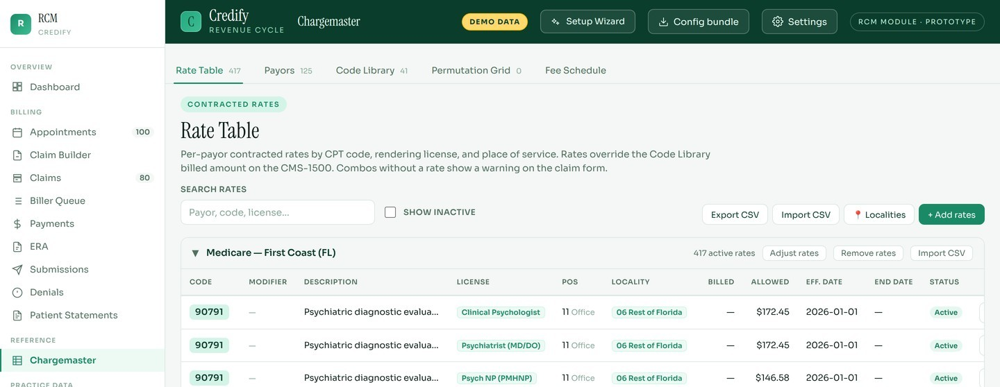 R
RCM
CREDIFY
OVERVIEW
Dashboard
BILLING
Appointments 100
Claim Builder
Claims 80
Biller Queue
Payments
ERA
Submissions
Denials
Patient Statements
REFERENCE
Chargemaster
PRACTICE DATA
C
Credify
REVENUE CYCLE
Chargemaster
DEMO DATA
Setup Wizard
Config bundle
Settings
RCM MODULE · PROTOTYPE
Rate Table 417 Payors 125 Code Library 41 Permutation Grid 0 Fee Schedule
CONTRACTED RATES
Rate Table
Per-payor contracted rates by CPT code, rendering license, and place of service. Rates override the Code Library
billed amount on the CMS-1500. Combos without a rate show a warning on the claim form.
SEARCH RATES
Payor, code, license...
SHOW INACTIVE
Export CSV Import CSV 📍 Localities + Add rates
▼ Medicare — First Coast (FL) 417 active rates Adjust rates Remove rates Import CSV
CODE MODIFIER DESCRIPTION LICENSE POS LOCALITY BILLED ALLOWED EFF. DATE END DATE STATUS
90791 — Psychiatric diagnostic evalua... Clinical Psychologist 11 Office 06 Rest of Florida — $172.45 2026-01-01 — Active
90791 — Psychiatric diagnostic evalua... Psychiatrist (MD/DO) 11 Office 06 Rest of Florida — $172.45 2026-01-01 — Active
90791 — Psychiatric diagnostic evalua... Psych NP (PMHNP) 11 Office 06 Rest of Florida — $146.58 2026-01-01 — Active